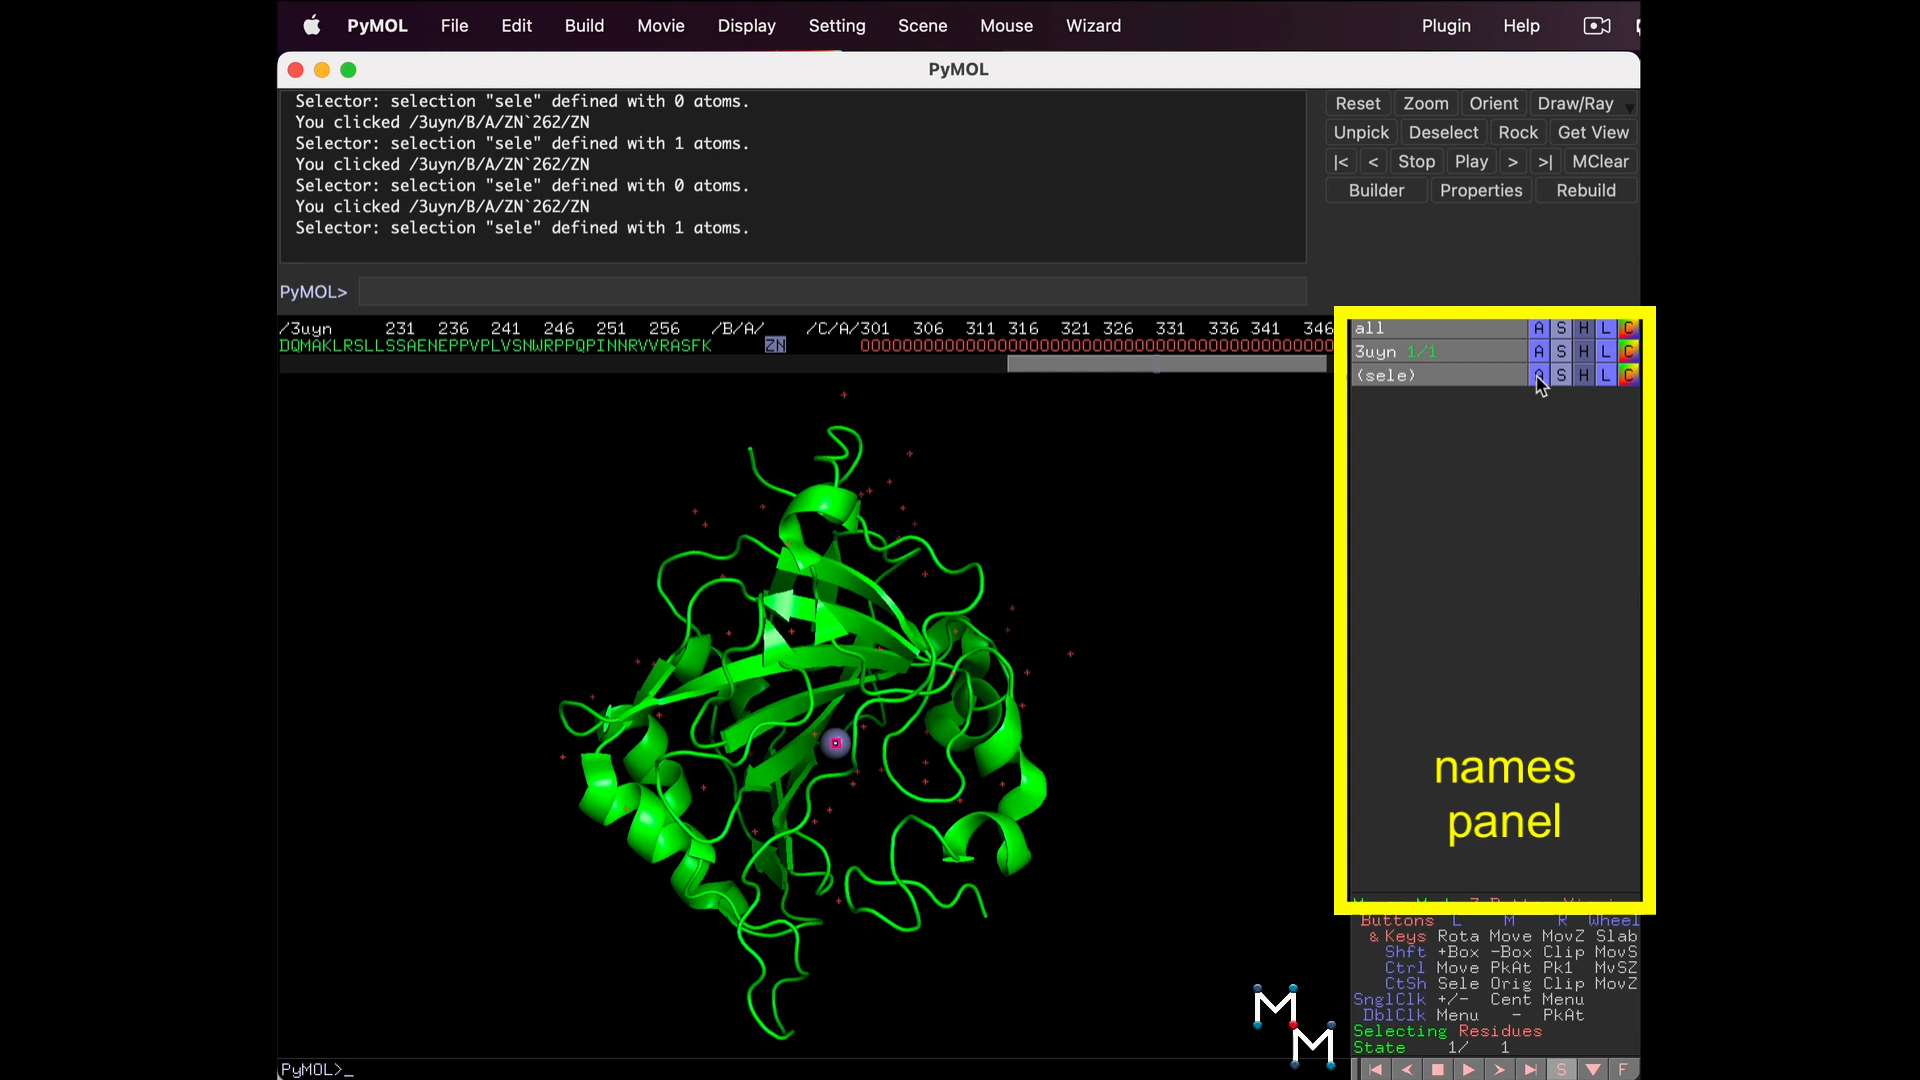 PyMOL File Edit Build Movie Display Setting Scene Mouse Wizard Plugin Help
PyMOL
Selector: selection "sele" defined with 0 atoms.
You clicked /3uyn/B/A/ZN`262/ZN
Selector: selection "sele" defined with 1 atoms.
You clicked /3uyn/B/A/ZN`262/ZN
Selector: selection "sele" defined with 0 atoms.
You clicked /3uyn/B/A/ZN`262/ZN
Selector: selection "sele" defined with 1 atoms.
Reset Zoom Orient Draw/Ray
Unpick Deselect Rock Get View
|< < Stop Play > >| MClear
Builder Properties Rebuild
PyMOL>
/3uyn 231 236 241 246 251 256 /B/A/ /C/A/301 306 311 316 321 326 331 336 341 346
DQMAKLRSLLSSAENEPPVPLVSNWRPPQPINNRVVRASFK ZN OOOOOOOOOOOOOOOOOOOOOOOOOOOOOOOOOOOOOOOOOOOOO
all A S H L C
3uyn 1/1 A S H L C
(sele) A S H L C
names
panel
Buttons L M R Wheel
& Keys Rota Move MovZ Slab
Shft +Box -Box Clip MovS
Ctrl Move PkAt Pk1 MvSZ
CtSh Sele Orig Clip MovZ
SnglClk +/- Cent Menu
DblClk Menu - PkAt
Selecting Residues
State 1/ 1
S F
MM
PyMOL>_